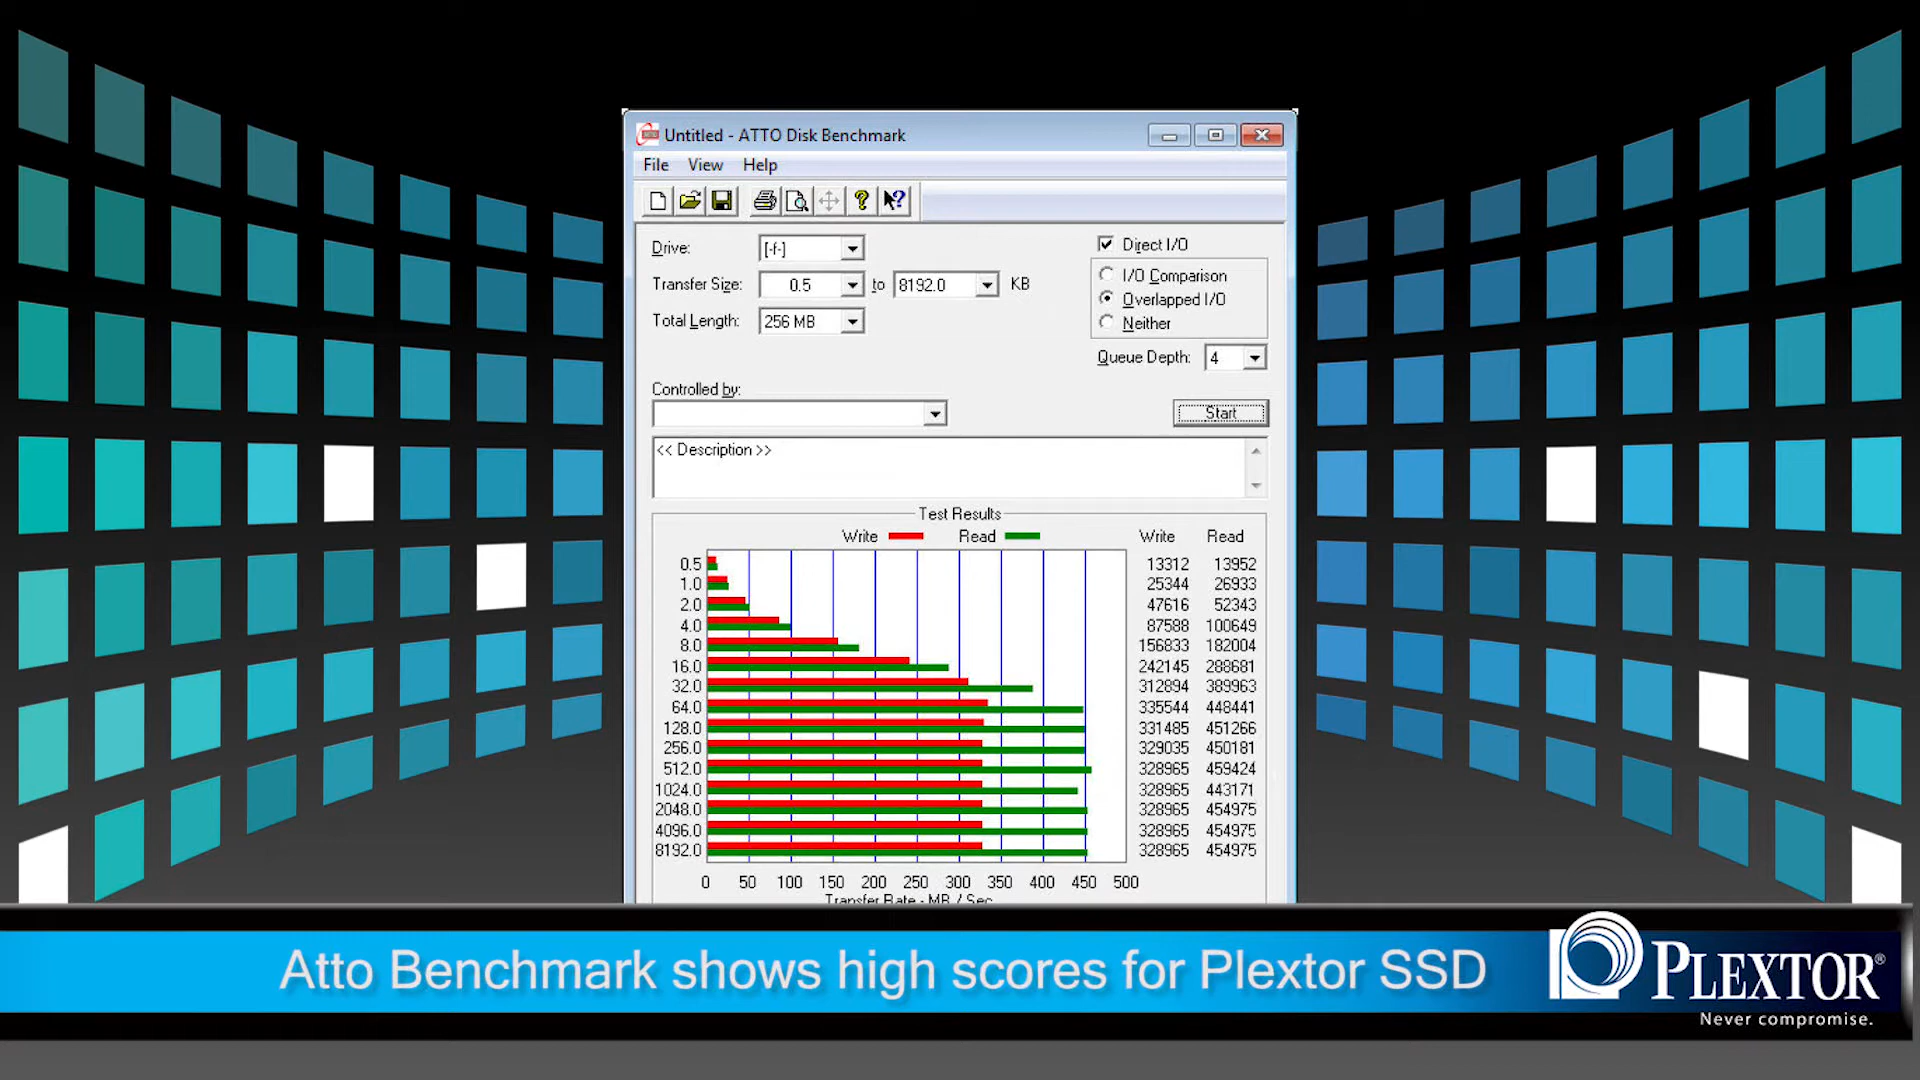 Untitled - ATTO Disk Benchmark
File View Help
Drive: [-f-]
Direct I/O
Transfer Size: 0.5 to 8192.0 KB
I/O Comparison
Overlapped I/O
Total Length: 256 MB
Neither
Queue Depth: 4
Controlled by:
Start
<< Description >>
Test Results
Write Read Write Read
0.5 13312 13952
1.0 25344 26933
2.0 47616 52343
4.0 87588 100649
8.0 156833 182004
16.0 242145 288681
32.0 312894 389963
64.0 335544 448441
128.0 331485 451266
256.0 329035 450181
512.0 328965 459424
1024.0 328965 443171
2048.0 328965 454975
4096.0 328965 454975
8192.0 328965 454975
0 50 100 150 200 250 300 350 400 450 500
Transfer Rate - MB / Sec
Atto Benchmark shows high scores for Plextor SSD
PLEXTOR®
Never compromise.